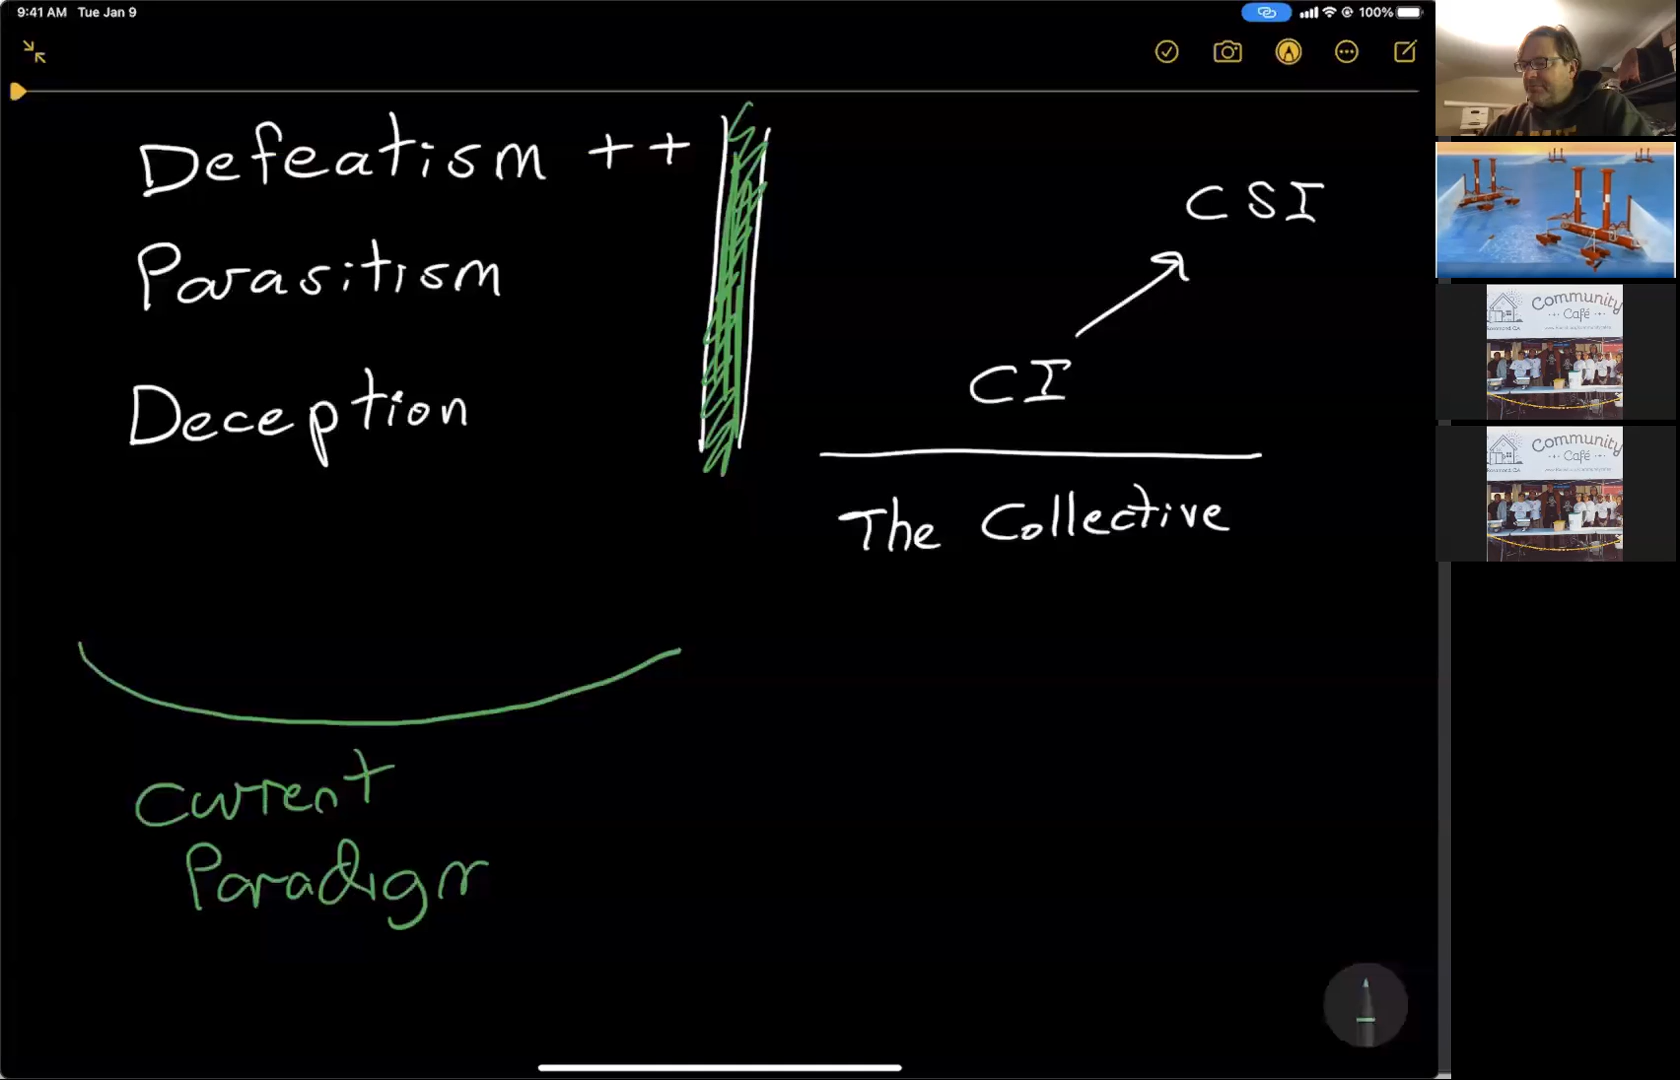 9:41 AM Tue Jan 9
100%
Defeatism ++
Parasitism
Deception
CSI
CI
The Collective
Current
Paradigm
Community
Café
Community
Café